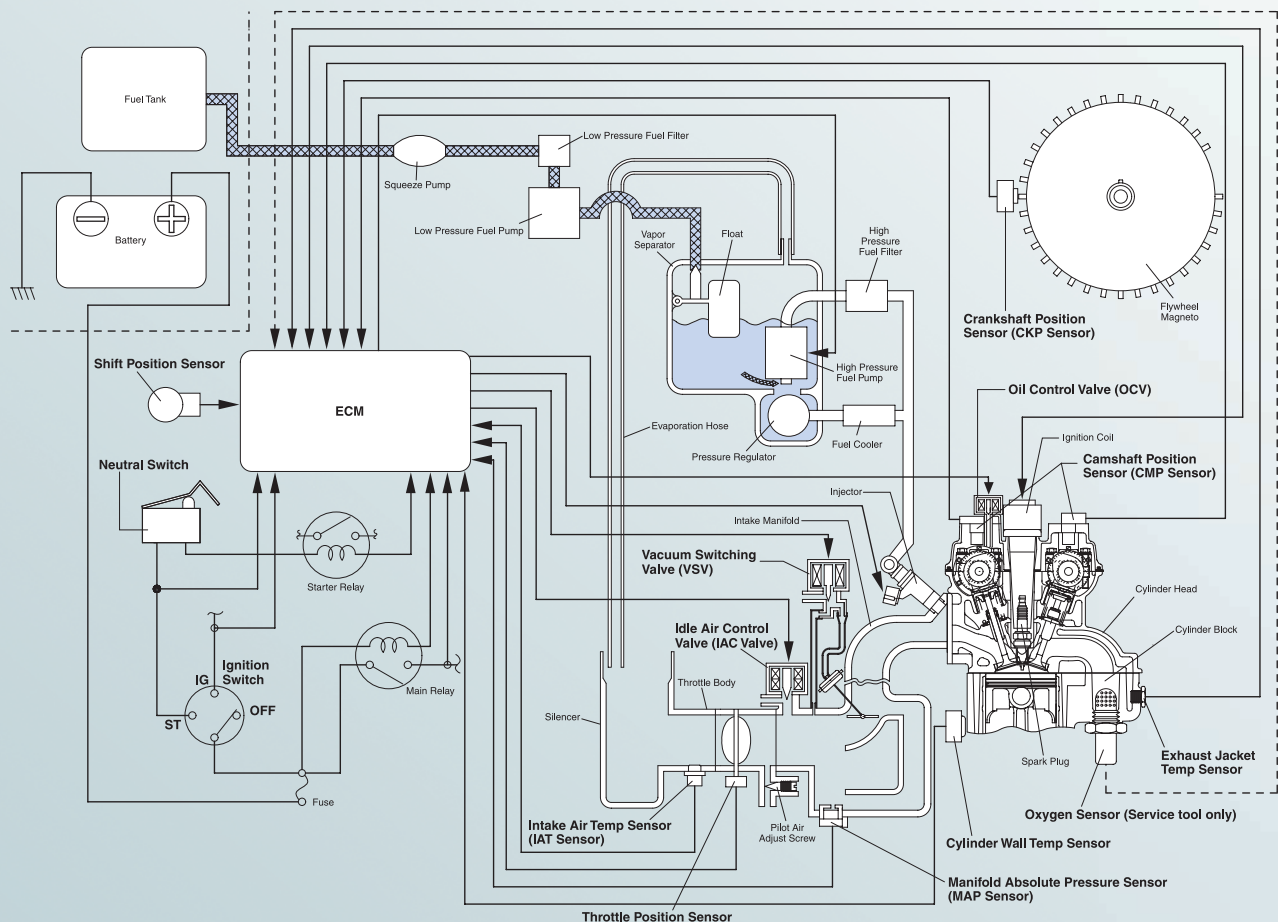 Fuel Tank
Low Pressure Fuel Filter
Squeeze Pump
Battery
Low Pressure Fuel Pump
Vapor
Separator
Float
High
Pressure
Fuel Filter
Flywheel
Magneto
Crankshaft Position
Sensor (CKP Sensor)
Shift Position Sensor
High Pressure
Fuel Pump
Oil Control Valve (OCV)
ECM
Evaporation Hose
Fuel Cooler
Ignition Coil
Pressure Regulator
Camshaft Position
Sensor (CMP Sensor)
Neutral Switch
Injector
Intake Manifold
Vacuum Switching
Valve (VSV)
Starter Relay
Cylinder Head
Idle Air Control
Valve (IAC Valve)
Cylinder Block
IG
Ignition
Switch
Main Relay
Throttle Body
OFF
ST
Silencer
Spark Plug
Exhaust Jacket
Temp Sensor
Fuse
Intake Air Temp Sensor
(IAT Sensor)
Pilot Air
Adjust Screw
Oxygen Sensor (Service tool only)
Cylinder Wall Temp Sensor
Manifold Absolute Pressure Sensor
(MAP Sensor)
Throttle Position Sensor